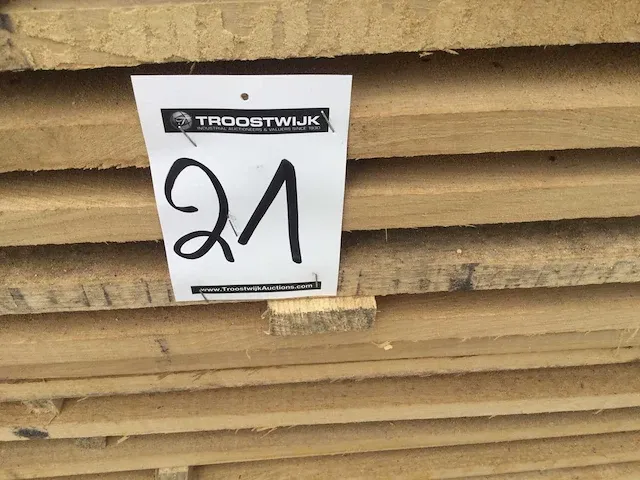 TROOSTWIJK
INDUSTRIAL AUCTIONEERS & VALUERS SINCE 1930
21
www.TroostwijkAuctions.com